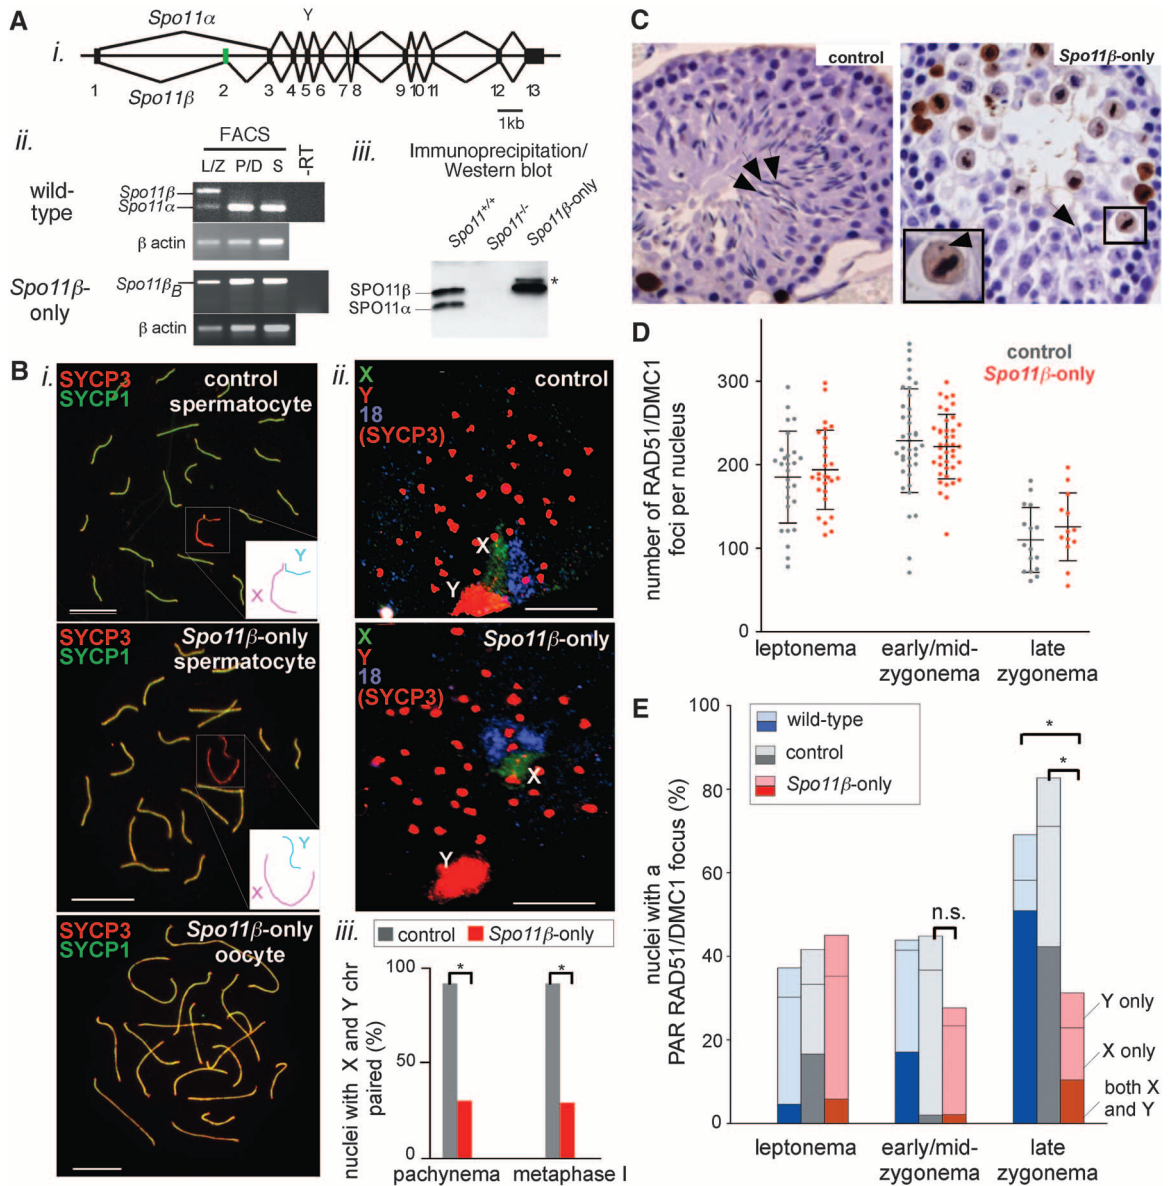 A
i.
Spo11α
Y
1 2 3 4 5 6 7 8 9 10 11 12 13
Spo11β
1kb
ii.
FACS
L/Z P/D S -RT
wild-type
Spo11β
Spo11α
β actin
Spo11β-only
Spo11βB
β actin
iii.
Immunoprecipitation/
Western blot
Spo11+/+ Spo11-/- Spo11β-only
SPO11β
SPO11α
*
B
i.
SYCP3
SYCP1
control
spermatocyte
Y
X
SYCP3
SYCP1
Spo11β-only
spermatocyte
Y
X
SYCP3
SYCP1
Spo11β-only
oocyte
ii.
X
Y
18
(SYCP3)
control
X
Y
X
Y
18
(SYCP3)
Spo11β-only
X
Y
iii.
control Spo11β-only
nuclei with X and Y chr
paired (%)
100
50
0
* *
pachynema metaphase I
C
control
Spo11β-only
D
number of RAD51/DMC1
foci per nucleus
300
200
100
0
control
Spo11β-only
leptonema
early/mid-
zygonema
late
zygonema
E
nuclei with a
PAR RAD51/DMC1 focus (%)
100
80
60
40
20
0
wild-type
control
Spo11β-only
n.s.
*
*
Y only
X only
both X
and Y
leptonema
early/mid-
zygonema
late
zygonema